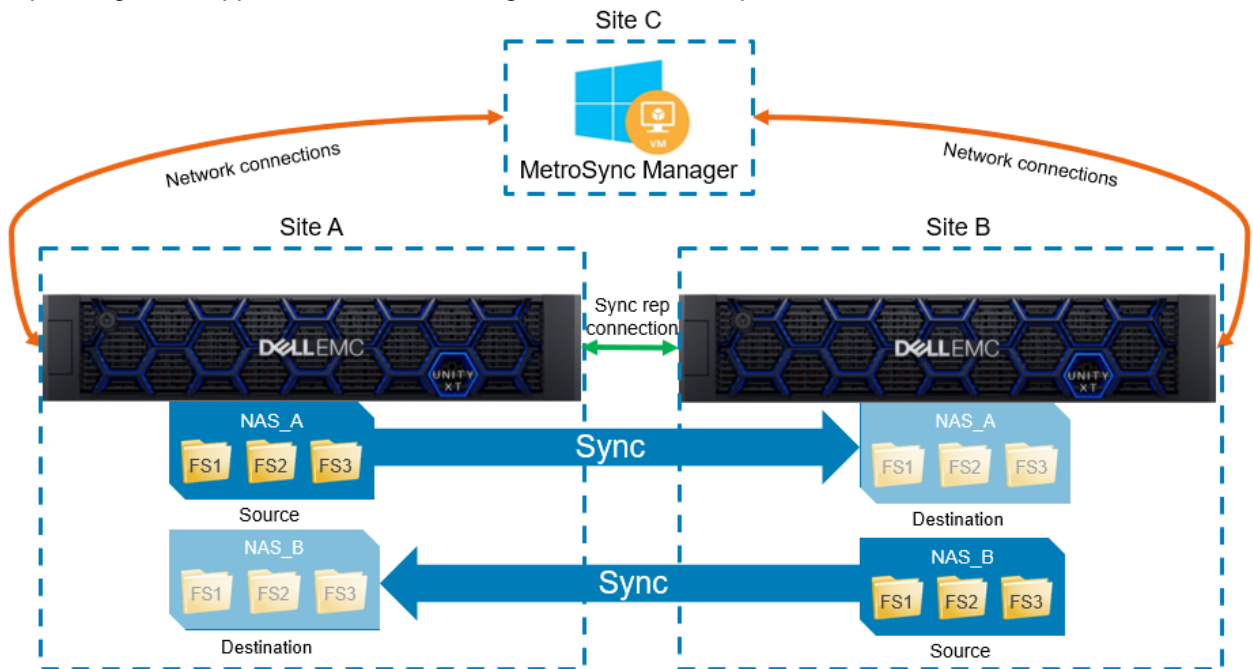 Site C
VM
MetroSync Manager
Network connections
Network connections
Site A
Site B
Sync rep
connection
DELLEMC
UNITY
XT
DELLEMC
UNITY
XT
NAS_A
FS1 FS2 FS3
Source
Sync
NAS_A
FS1 FS2 FS3
Destination
NAS_B
FS1 FS2 FS3
Destination
Sync
NAS_B
FS1 FS2 FS3
Source